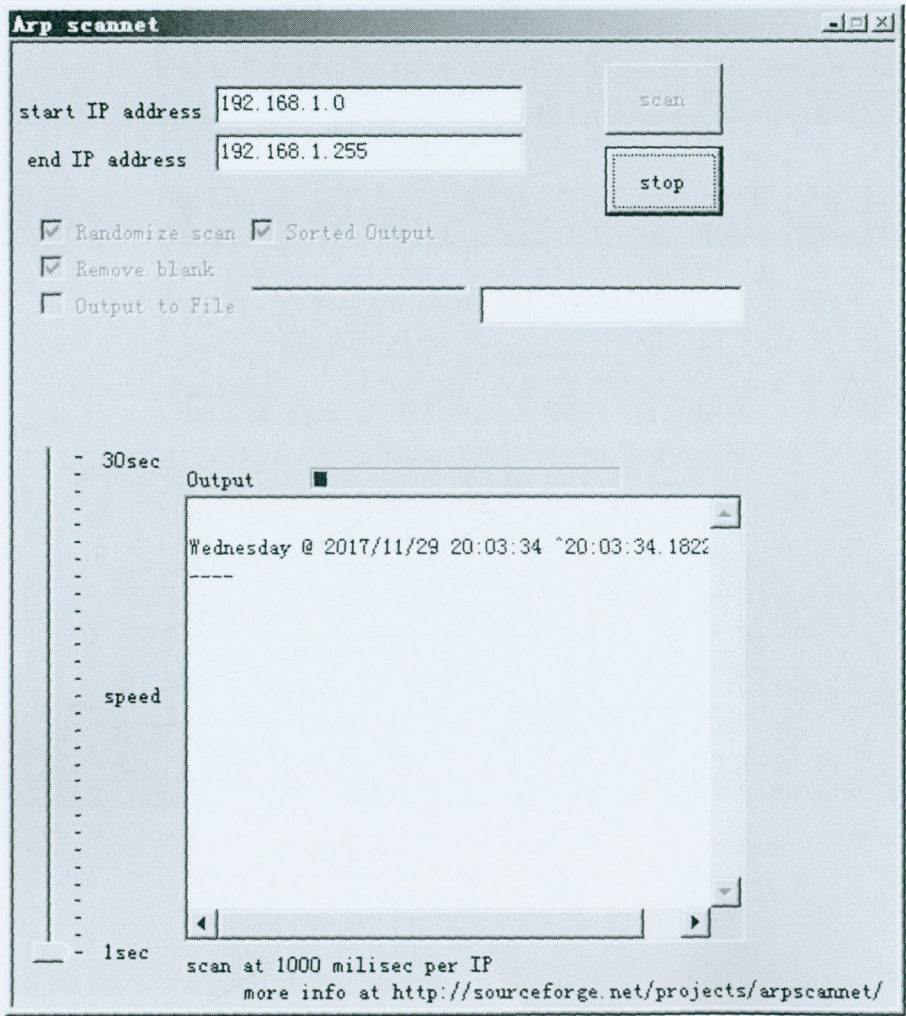 Arp scannet
start IP address 192.168.1.0
scan
end IP address 192.168.1.255
stop
Randomize scan Sorted Output
Remove blank
Output to File
30sec
Output
Wednesday @ 2017/11/29 20:03:34 ^20:03:34.1822
----
speed
1sec
scan at 1000 milisec per IP
more info at http://sourceforge.net/projects/arpscannet/